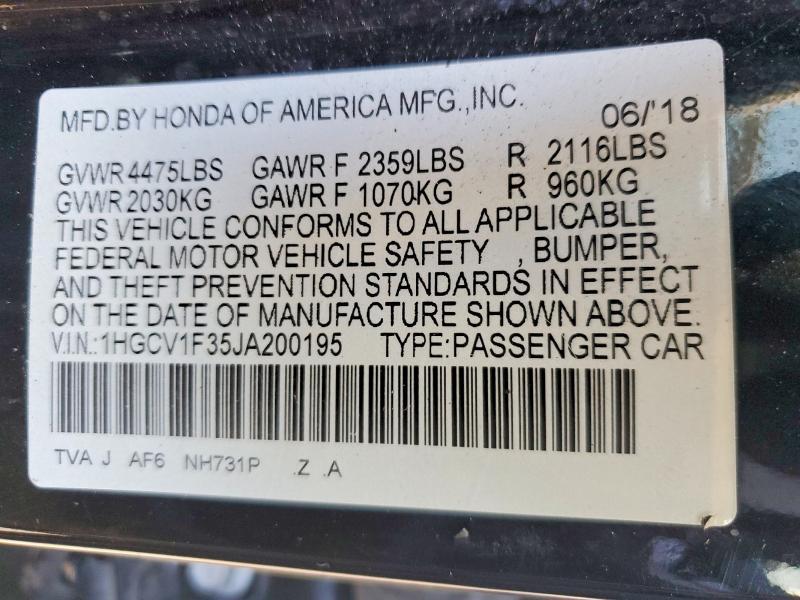 MFD.BY HONDA OF AMERICA MFG.,INC. 06/'18
GVWR 4475LBS GAWR F 2359LBS R 2116LBS
GVWR 2030KG GAWR F 1070KG R 960KG
THIS VEHICLE CONFORMS TO ALL APPLICABLE
FEDERAL MOTOR VEHICLE SAFETY , BUMPER,
AND THEFT PREVENTION STANDARDS IN EFFECT
ON THE DATE OF MANUFACTURE SHOWN ABOVE.
V.I.N.:1HGCV1F35JA200195 TYPE:PASSENGER CAR
TVA J AF6 NH731P .Z .A